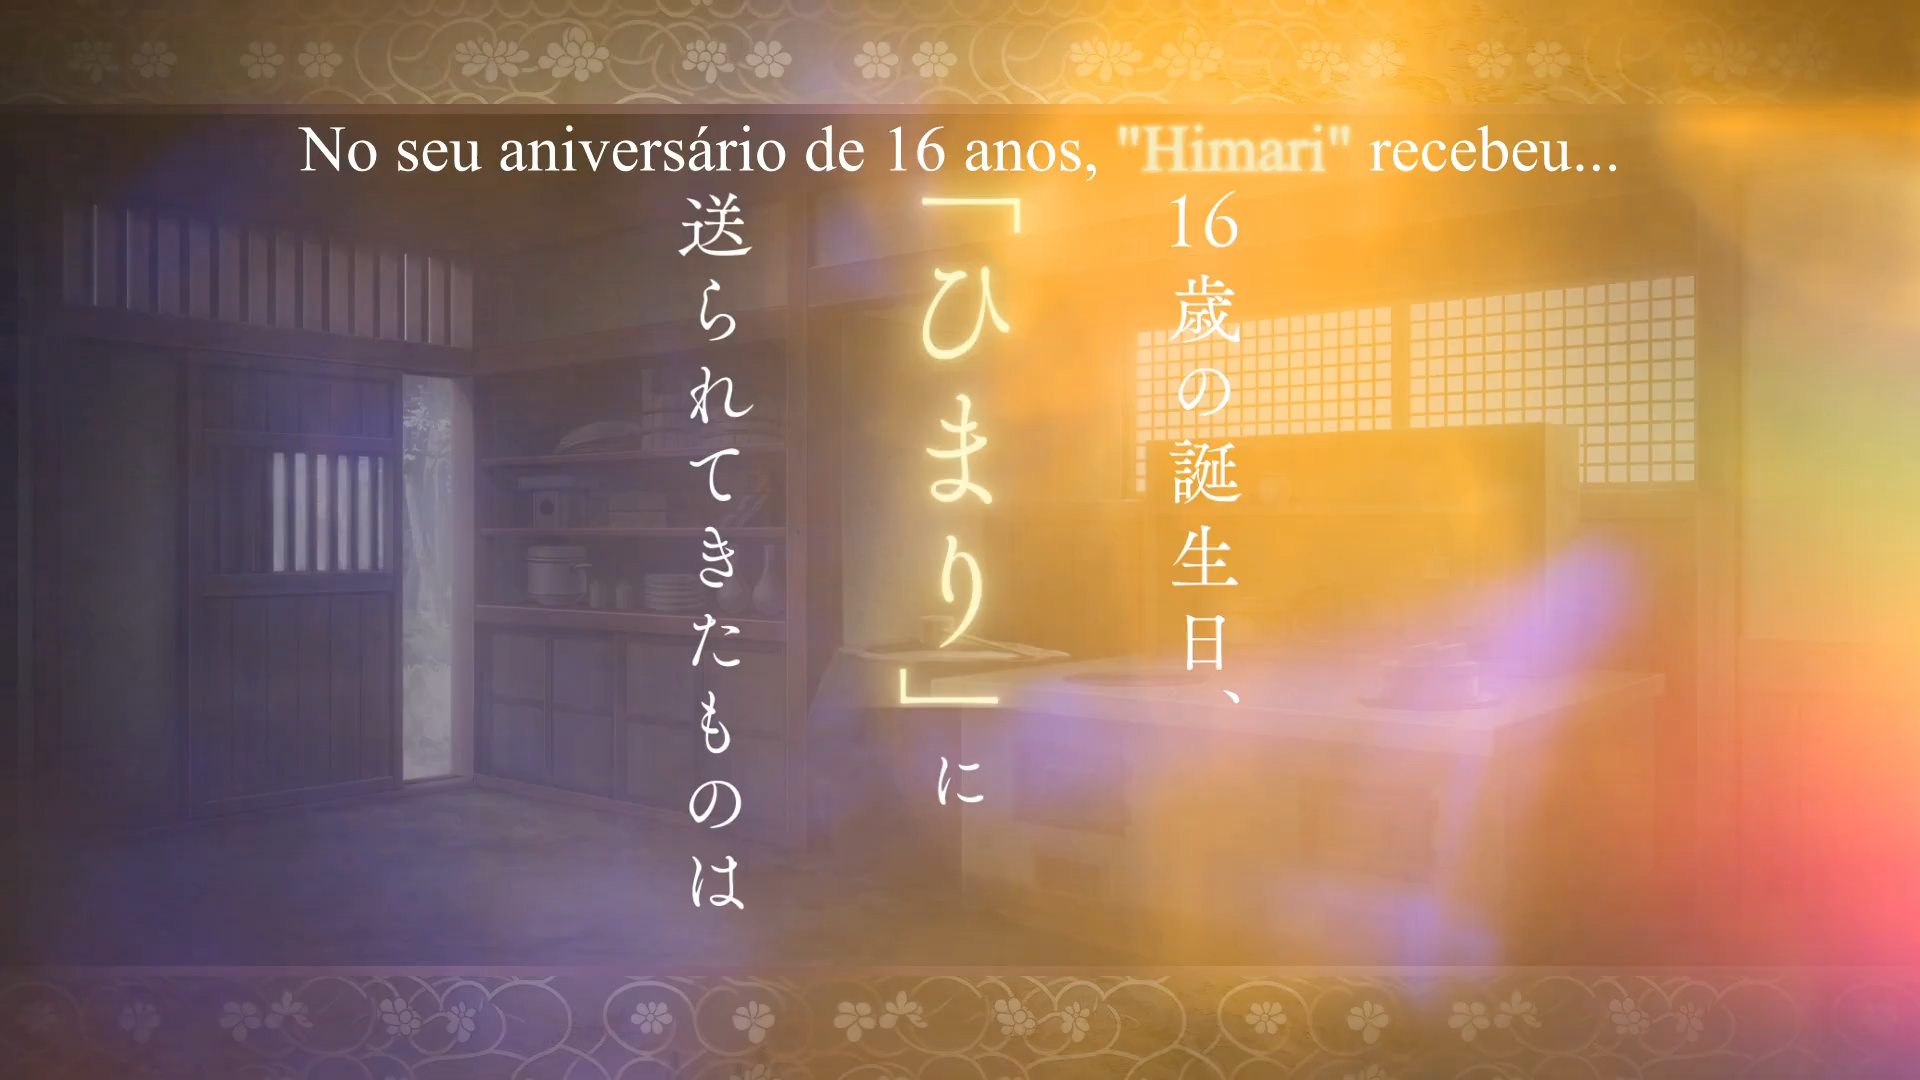 No seu aniversário de 16 anos, "Himari" recebeu...
16歳の誕生日、
「ひまり」に
送られてきたものは